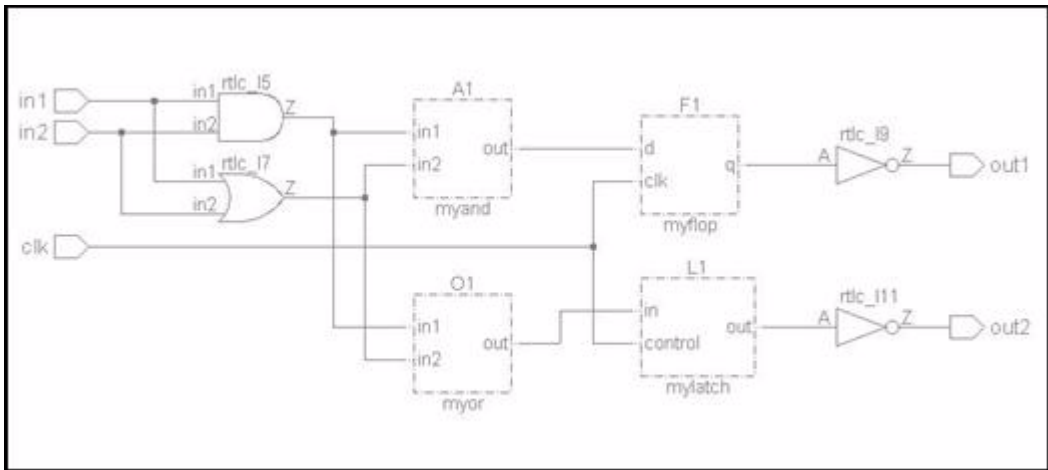 in1
in2
clk
rtlc_I5
in1
in2
Z
rtlc_I7
in1
in2
Z
A1
in1
in2
out
myand
O1
in1
in2
out
myor
F1
d
clk
q
myflop
L1
in
control
out
mylatch
rtlc_I9
A
Z
out1
rtlc_I11
A
Z
out2